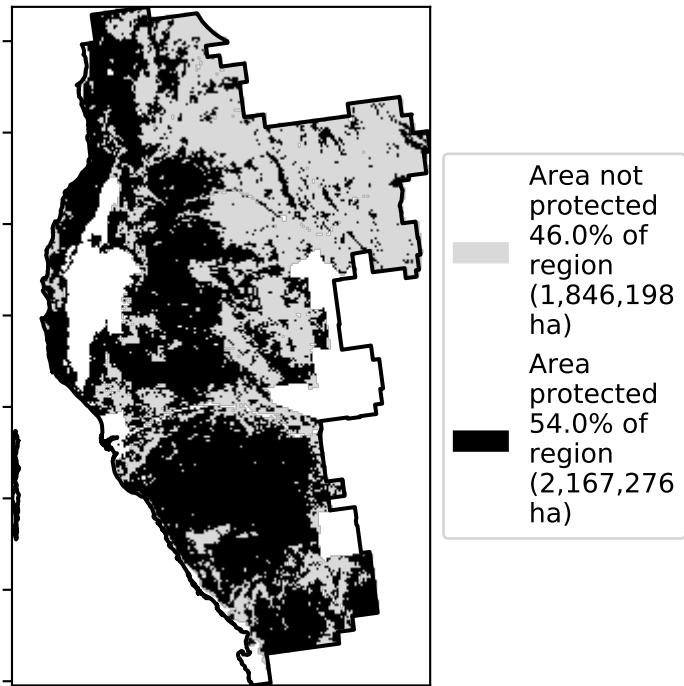 Area not
protected
46.0% of
region
(1,846,198
ha)
Area
protected
54.0% of
region
(2,167,276
ha)